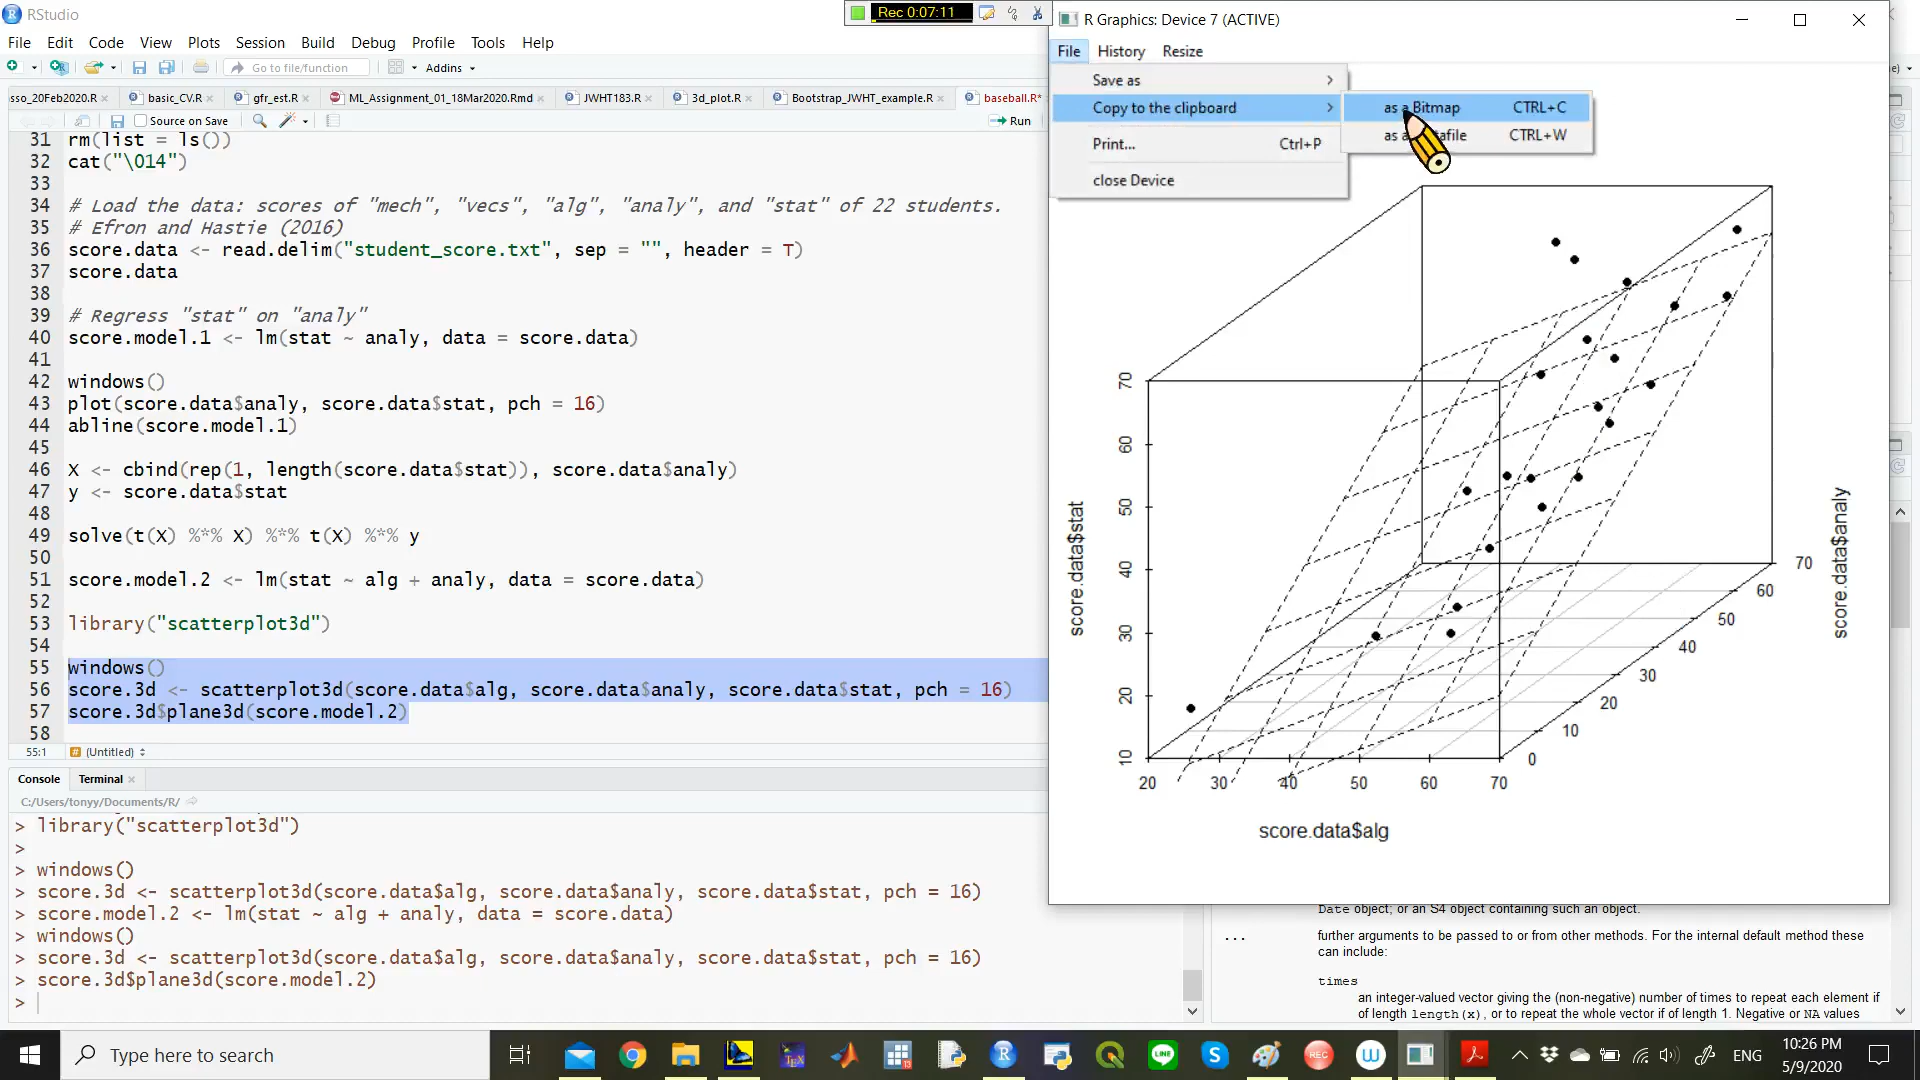 RStudio
Rec 0:07:11
File Edit Code View Plots Session Build Debug Profile Tools Help
Go to file/function
Addins
sso_20Feb2020.R basic_CV.R gfr_est.R ML_Assignment_01_18Mar2020.Rmd JWHT183.R 3d_plot.R Bootstrap_JWHT_example.R baseball.R*
Source on Save
Run
31 rm(list = ls())
32 cat("\014")
33
34 # Load the data: scores of "mech", "vecs", "alg", "analy", and "stat" of 22 students.
35 # Efron and Hastie (2016)
36 score.data <- read.delim("student_score.txt", sep = "", header = T)
37 score.data
38
39 # Regress "stat" on "analy"
40 score.model.1 <- lm(stat ~ analy, data = score.data)
41
42 windows()
43 plot(score.data$analy, score.data$stat, pch = 16)
44 abline(score.model.1)
45
46 X <- cbind(rep(1, length(score.data$stat)), score.data$analy)
47 y <- score.data$stat
48
49 solve(t(X) %*% X) %*% t(X) %*% y
50
51 score.model.2 <- lm(stat ~ alg + analy, data = score.data)
52
53 library("scatterplot3d")
54
55 windows()
56 score.3d <- scatterplot3d(score.data$alg, score.data$analy, score.data$stat, pch = 16)
57 score.3d$plane3d(score.model.2)
58
55:1 (Untitled)
Console Terminal
C:/Users/tonyy/Documents/R/
> library("scatterplot3d")
>
> windows()
> score.3d <- scatterplot3d(score.data$alg, score.data$analy, score.data$stat, pch = 16)
> score.model.2 <- lm(stat ~ alg + analy, data = score.data)
> windows()
> score.3d <- scatterplot3d(score.data$alg, score.data$analy, score.data$stat, pch = 16)
> score.3d$plane3d(score.model.2)
>
R Graphics: Device 7 (ACTIVE)
File History Resize
Save as
Copy to the clipboard
Print... Ctrl+P
close Device
as a Bitmap CTRL+C
as a CTRL+W
70
60
50
40
30
20
10
score.data$stat
20 30 40 50 60 70
score.data$alg
0
10
20
30
40
50
60
70
score.data$analy
Date object; or an S4 object containing such an object.
... further arguments to be passed to or from other methods. For the internal default method these
can include:
times
an integer-valued vector giving the (non-negative) number of times to repeat each element if
of length length(x), or to repeat the whole vector if of length 1. Negative or NA values
Type here to search
ENG
10:26 PM
5/9/2020